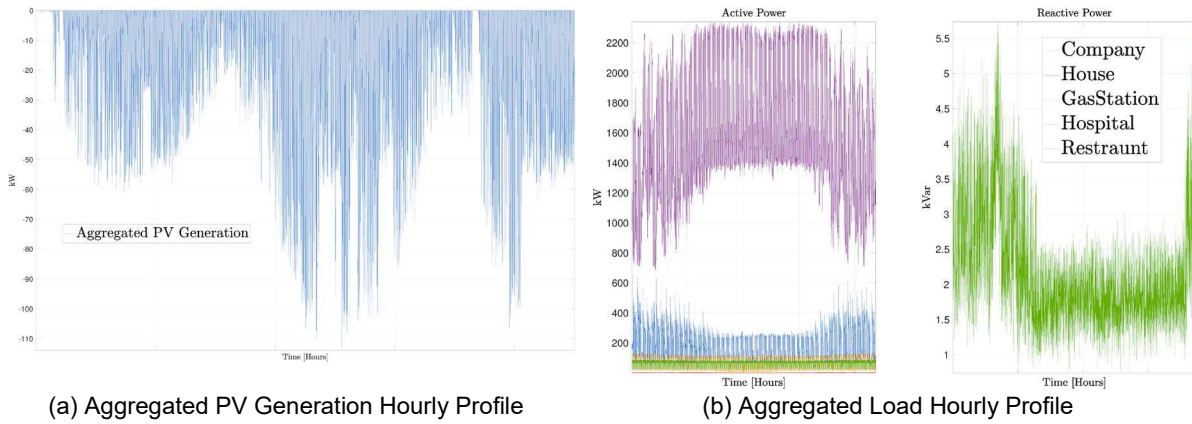 0
-10
-20
-30
-40
-50
-60
-70
-80
-90
-100
-110
kW
Aggregated PV Generation
Time [Hours]
Active Power
2200
2000
1800
1600
1400
1200
1000
800
600
400
200
kW
Time [Hours]
Reactive Power
5.5
5
4.5
4
3.5
3
2.5
2
1.5
1
kVar
Company
House
GasStation
Hospital
Restraunt
Time [Hours]
(a) Aggregated PV Generation Hourly Profile
(b) Aggregated Load Hourly Profile